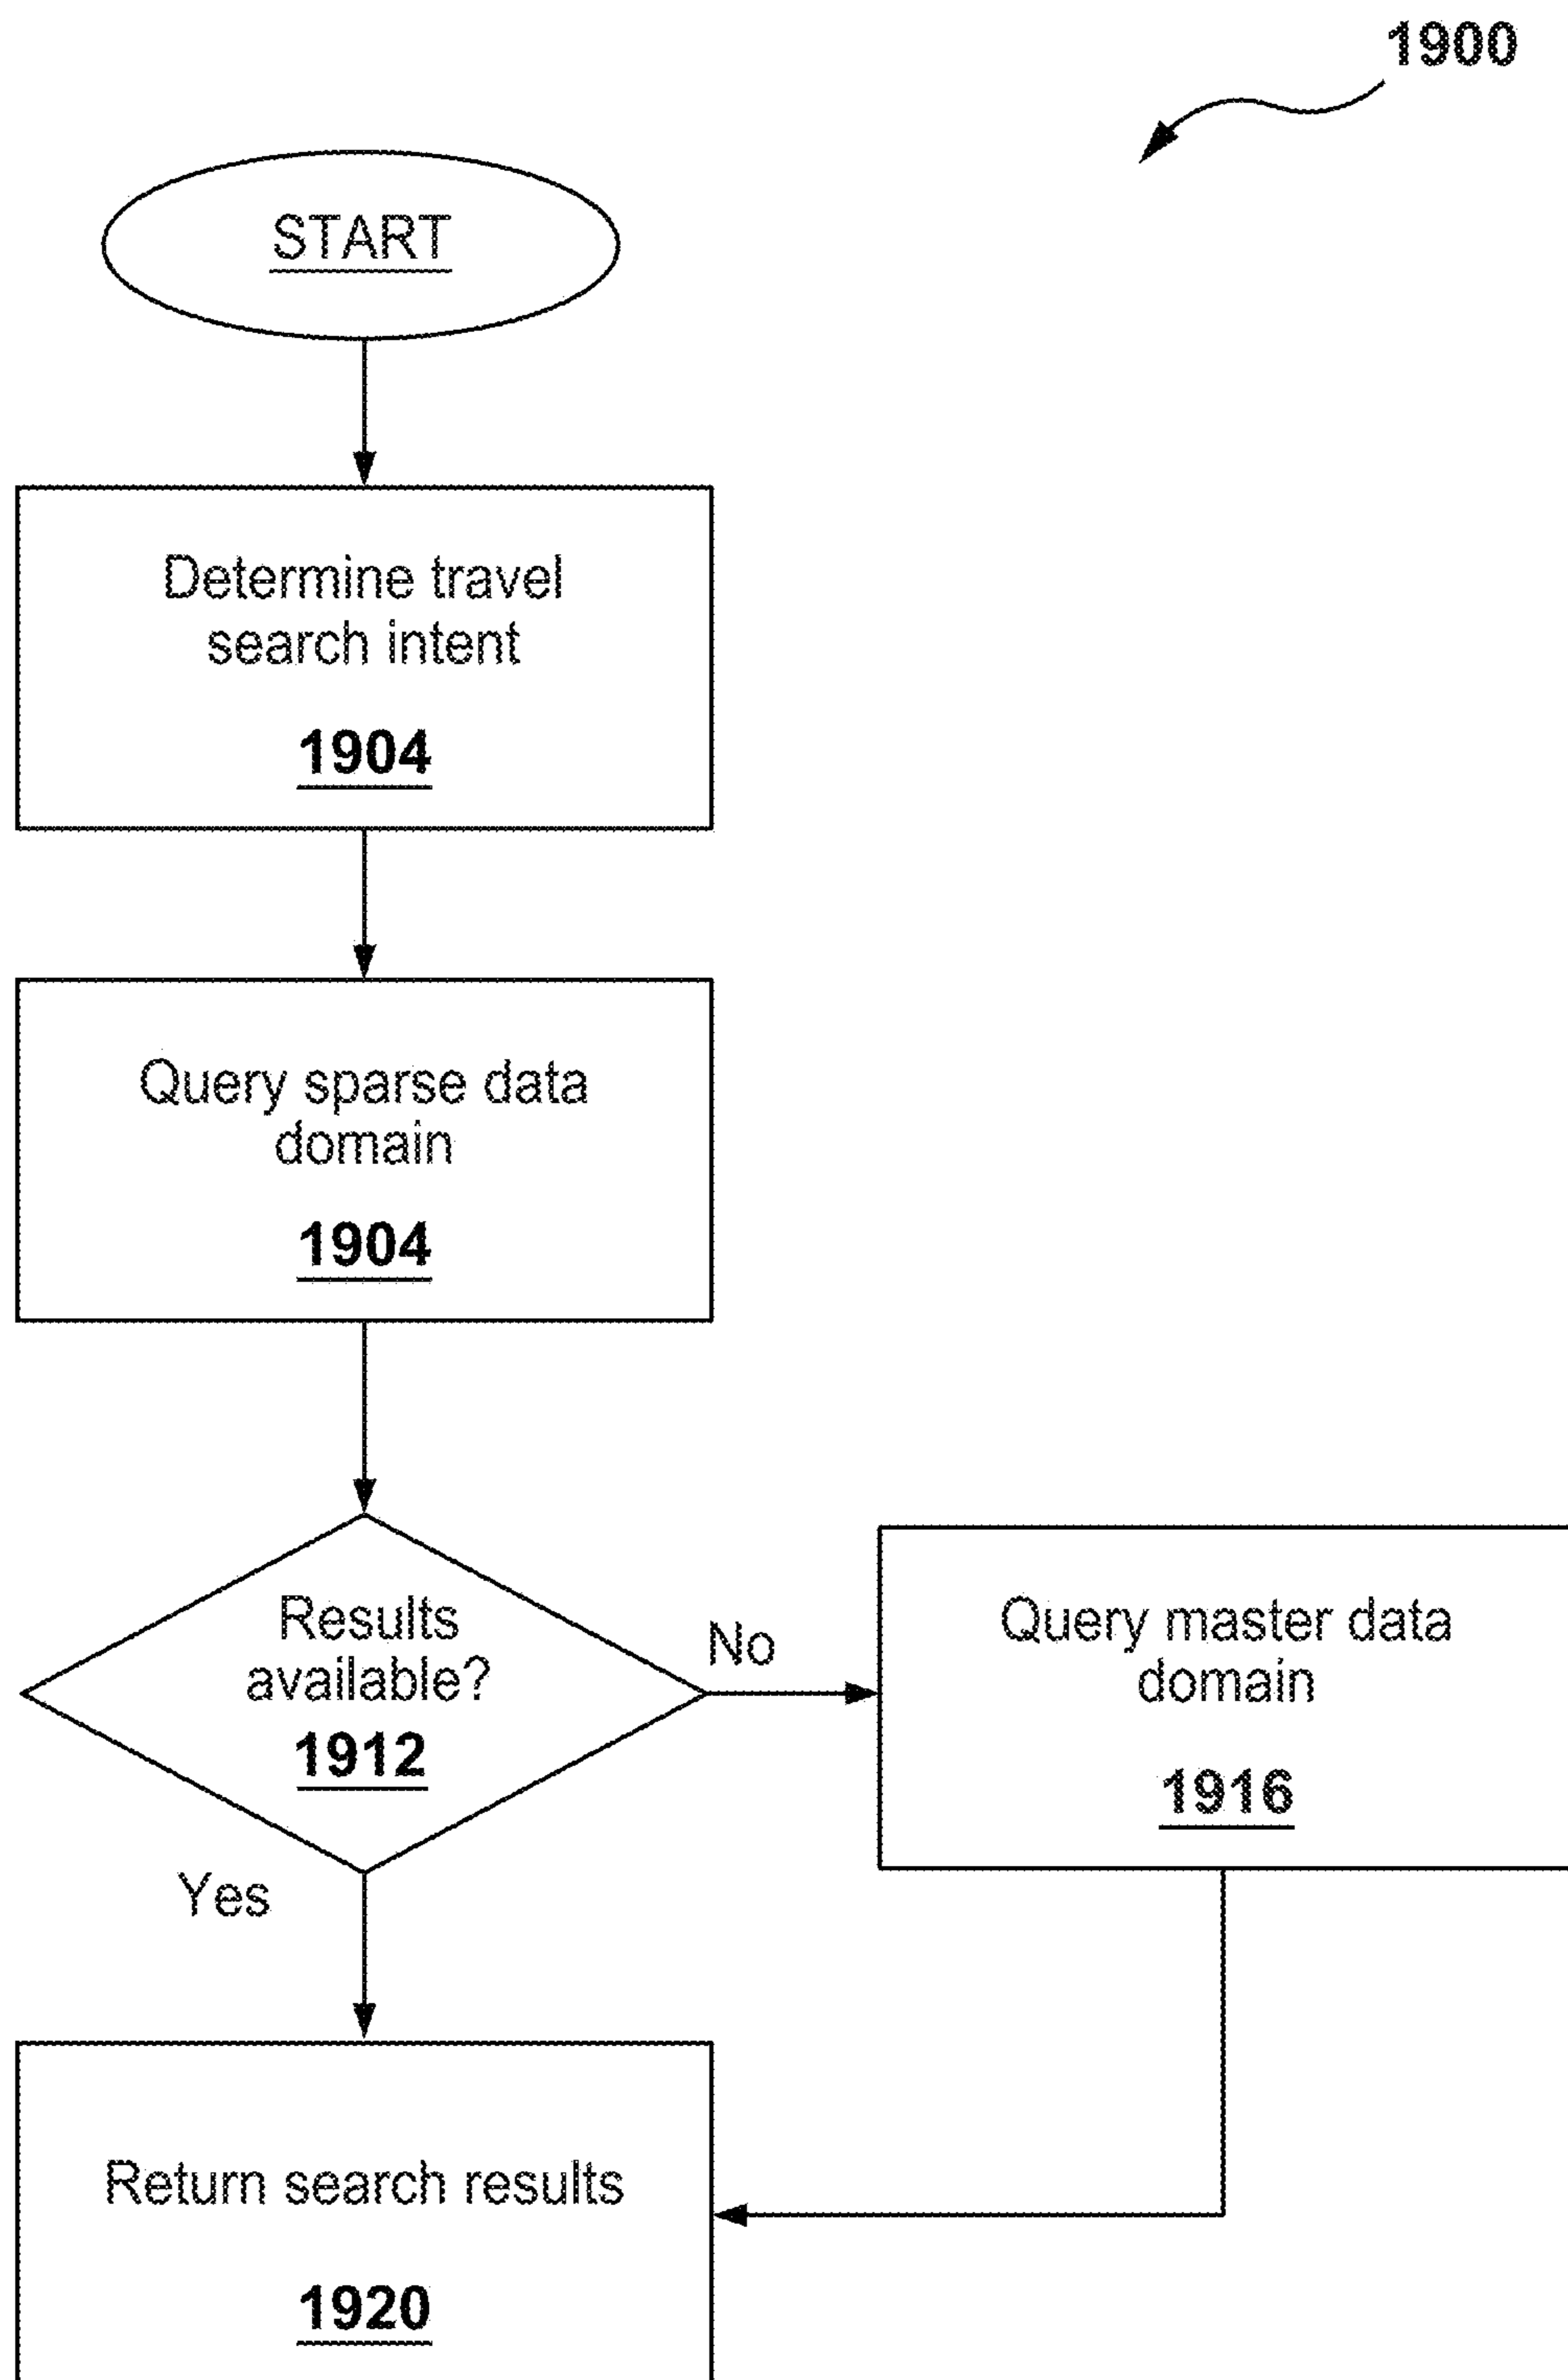 1900
START
Determine travel
search intent
1904
Query sparse data
domain
1904
Results
available?
1912
No
Query master data
domain
1916
Yes
Return search results
1920